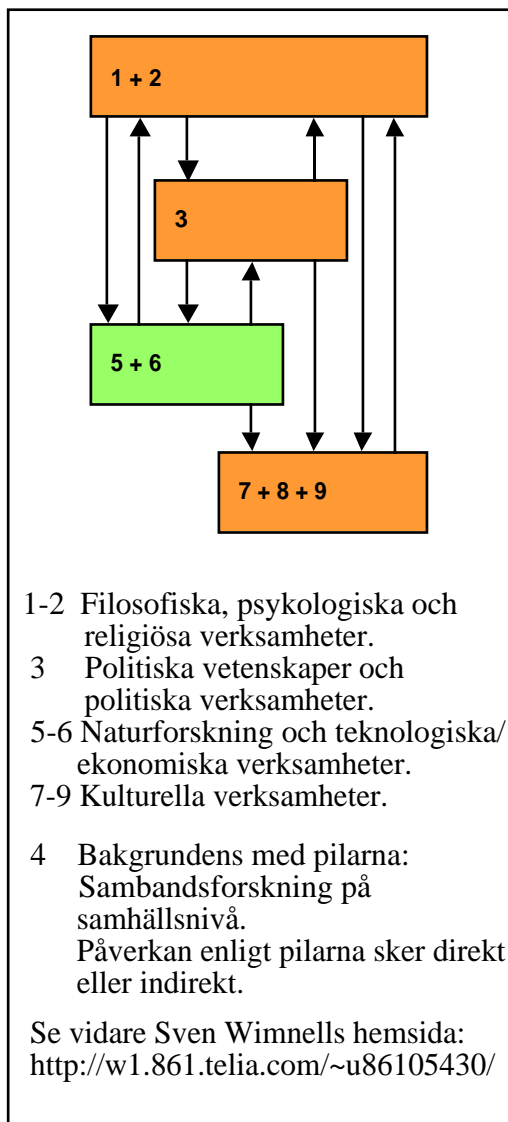 1 + 2
3
5 + 6
7 + 8 + 9
1-2 Filosofiska, psykologiska och
religiösa verksamheter.
3 Politiska vetenskaper och
politiska verksamheter.
5-6 Naturforskning och teknologiska/
ekonomiska verksamheter.
7-9 Kulturella verksamheter.
4 Bakgrundens med pilarna:
Sambandsforskning på
samhällsnivå.
Påverkan enligt pilarna sker direkt
eller indirekt.
Se vidare Sven Wimnells hemsida:
http://w1.861.telia.com/~u86105430/